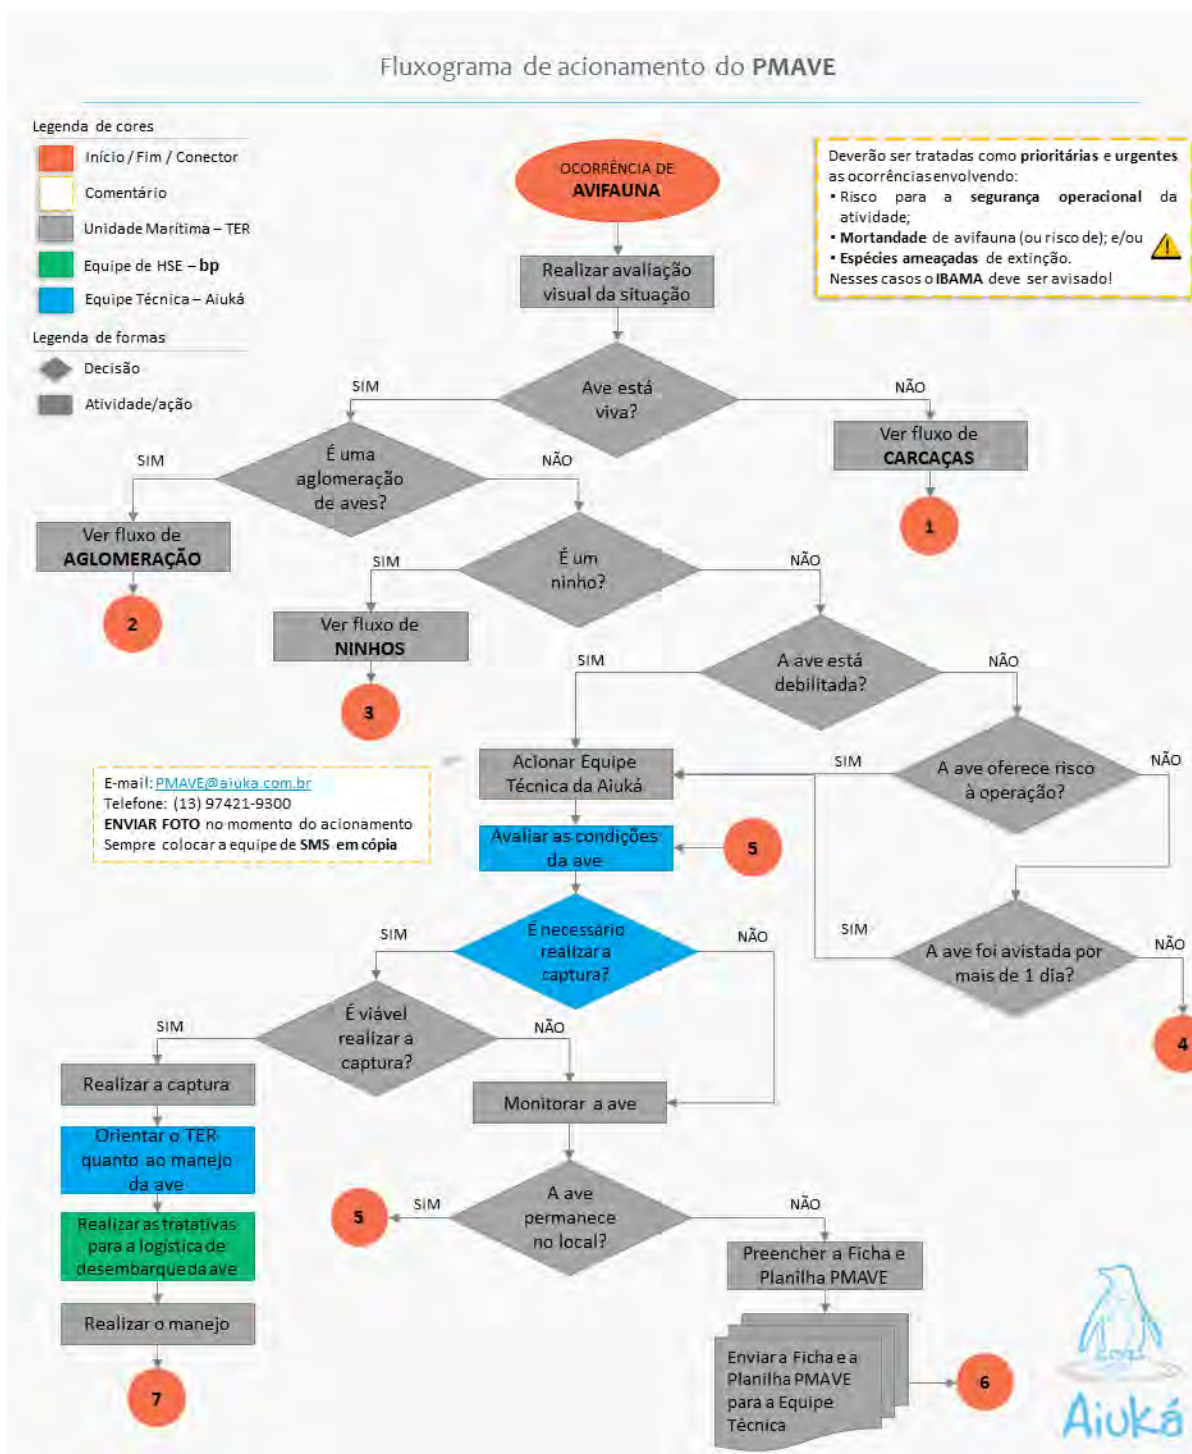 Fluxograma de acionamento do PMAVE
Legenda de cores
Início / Fim / Conector
Comentário
Unidade Marítima – TER
Equipe de HSE – bp
Equipe Técnica – Aiuká
Legenda de formas
Decisão
Atividade/ação
OCORRÊNCIA DE
AVIFAUNA
Deverão ser tratadas como prioritárias e urgentes
as ocorrências envolvendo:
• Risco para a segurança operacional da
atividade;
• Mortandade de avifauna (ou risco de); e/ou
• Espécies ameaçadas de extinção.
Nesses casos o IBAMA deve ser avisado!
Realizar avaliação
visual da situação
Ave está
viva?
SIM
NÃO
Ver fluxo de
CARCAÇAS
1
É uma
aglomeração
de aves?
SIM
NÃO
Ver fluxo de
AGLOMERAÇÃO
2
É um
ninho?
SIM
NÃO
Ver fluxo de
NINHOS
3
A ave está
debilitada?
SIM
NÃO
E-mail: PMAVE@aiuka.com.br
Telefone: (13) 97421-9300
ENVIAR FOTO no momento do acionamento
Sempre colocar a equipe de SMS em cópia
Acionar Equipe
Técnica da Aiuká
SIM
A ave oferece risco
à operação?
NÃO
Avaliar as condições
da ave
5
É necessário
realizar a
captura?
SIM
NÃO
SIM
A ave foi avistada por
mais de 1 dia?
NÃO
4
É viável
realizar a
captura?
SIM
NÃO
Realizar a captura
Monitorar a ave
Orientar o TER
quanto ao manejo
da ave
Realizar as tratativas
para a logística de
desembarque da ave
Realizar o manejo
7
A ave
permanece
no local?
SIM
5
NÃO
Preencher a Ficha e
Planilha PMAVE
Enviar a Ficha e a
Planilha PMAVE
para a Equipe
Técnica
6
Aiuká